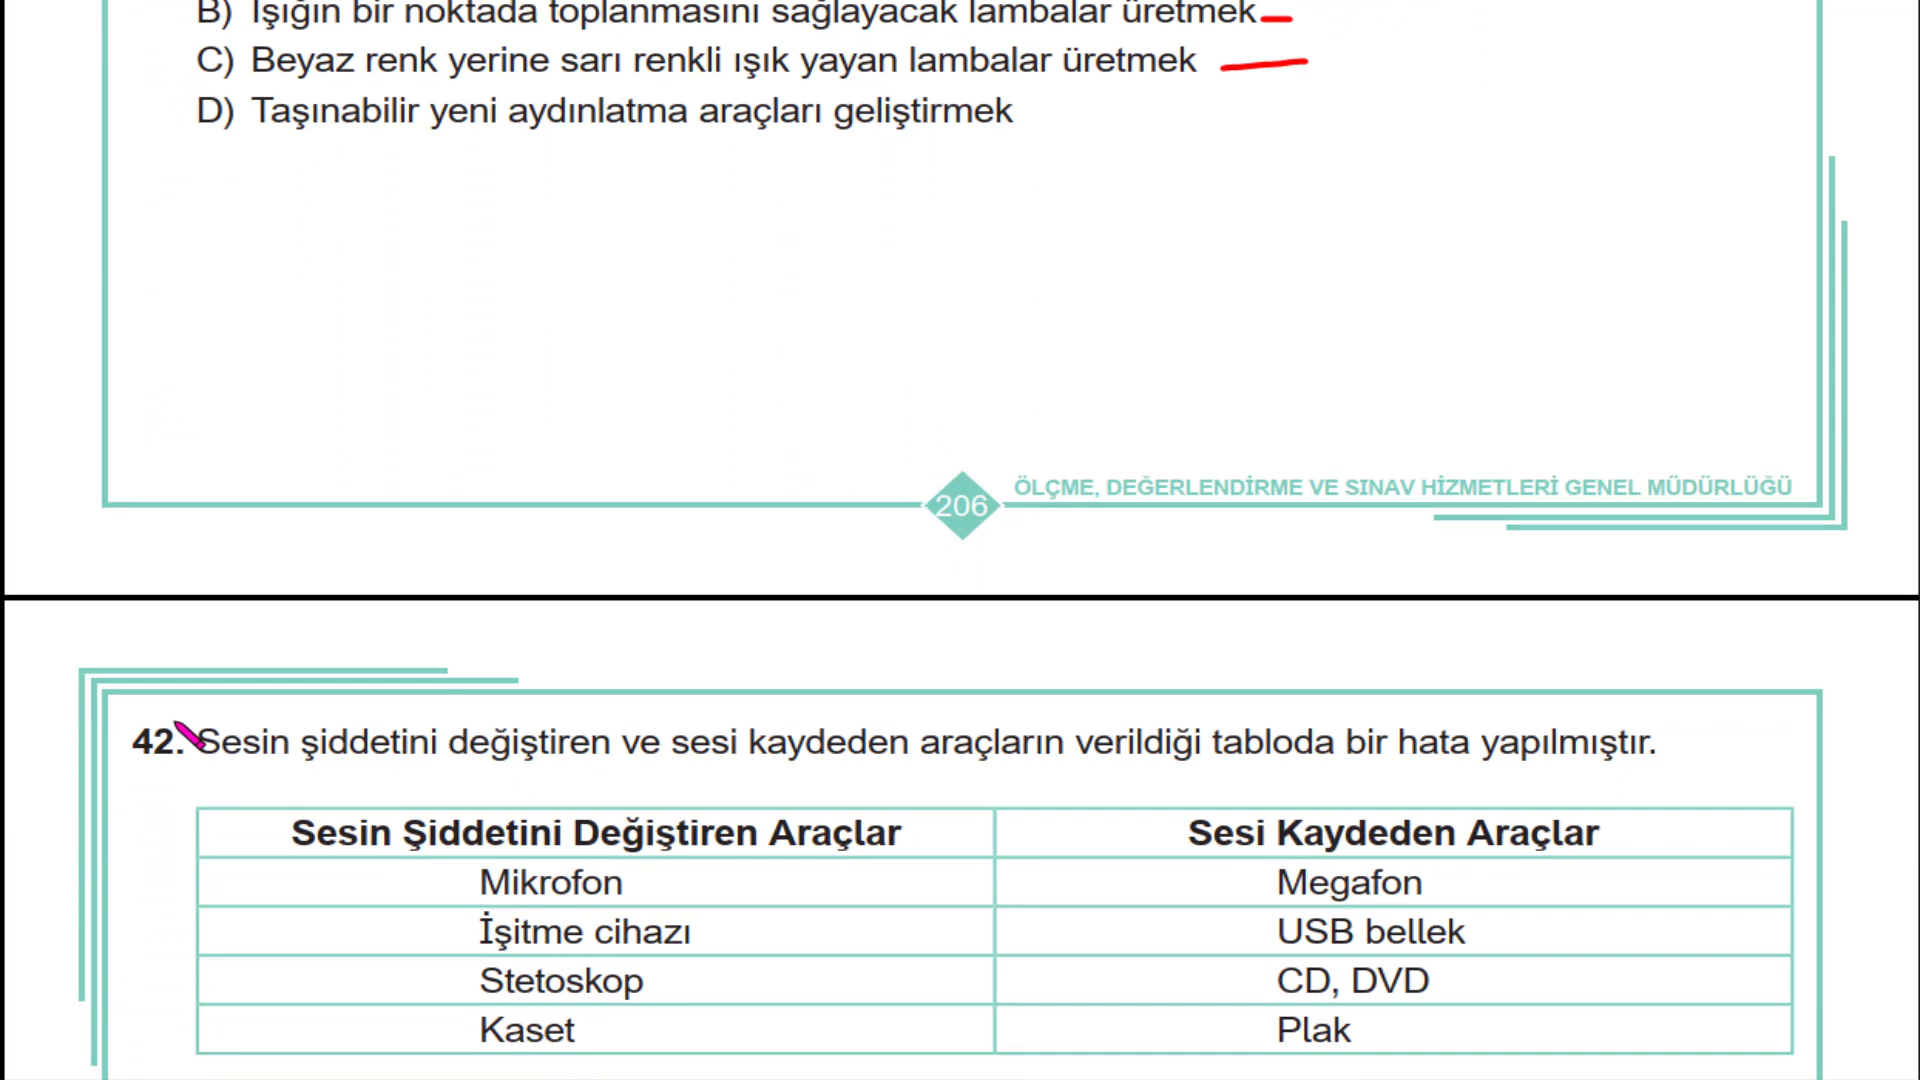 B) Işığın bir noktada toplanmasını sağlayacak lambalar üretmek
C) Beyaz renk yerine sarı renkli ışık yayan lambalar üretmek
D) Taşınabilir yeni aydınlatma araçları geliştirmek
ÖLÇME, DEĞERLENDİRME VE SINAV HİZMETLERİ GENEL MÜDÜRLÜĞÜ
206
42. Sesin şiddetini değiştiren ve sesi kaydeden araçların verildiği tabloda bir hata yapılmıştır.
Sesin Şiddetini Değiştiren Araçlar Sesi Kaydeden Araçlar
Mikrofon Megafon
İşitme cihazı USB bellek
Stetoskop CD, DVD
Kaset Plak